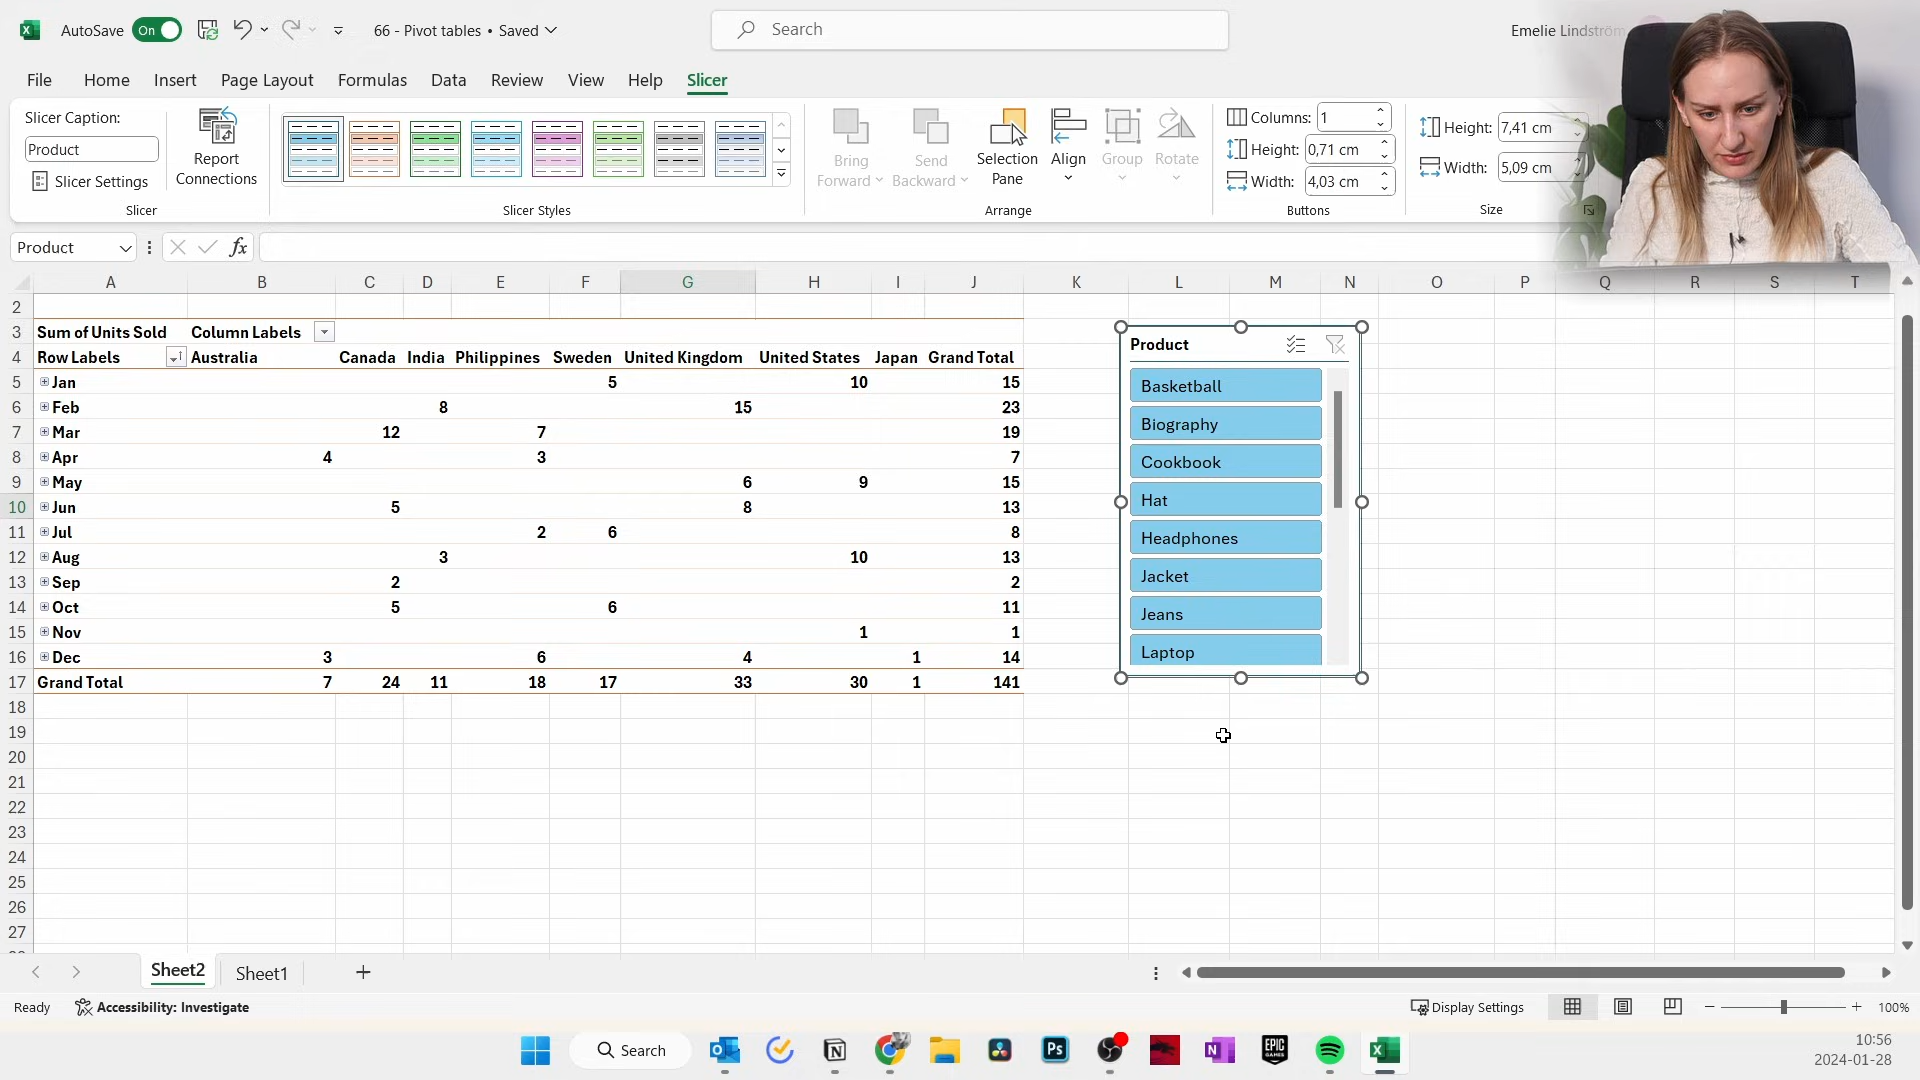 AutoSave On 66 - Pivot tables • Saved Search Emelie Lindström
File Home Insert Page Layout Formulas Data Review View Help Slicer
Slicer Caption:
Product
Slicer Settings
Report Connections
Slicer
Slicer Styles
Bring Forward
Send Backward
Selection Pane
Align
Group
Rotate
Arrange
Columns: 1
Height: 0,71 cm
Width: 4,03 cm
Buttons
Height: 7,41 cm
Width: 5,09 cm
Size
Product fx
A B C D E F G H I J K L M N O P Q R S T
2
3 Sum of Units Sold Column Labels
4 Row Labels Australia Canada India Philippines Sweden United Kingdom United States Japan Grand Total
5 Jan 5 10 15
6 Feb 8 15 23
7 Mar 12 7 19
8 Apr 4 3 7
9 May 6 9 15
10 Jun 5 8 13
11 Jul 2 6 8
12 Aug 3 10 13
13 Sep 2 2
14 Oct 5 6 11
15 Nov 1 1
16 Dec 3 6 4 1 14
17 Grand Total 7 24 11 18 17 33 30 1 141
18
19
20
21
22
23
24
25
26
27
Product
Basketball
Biography
Cookbook
Hat
Headphones
Jacket
Jeans
Laptop
Sheet2 Sheet1
Ready Accessibility: Investigate Display Settings 100%
Search
Ps
EPIC GAMES
10:56
2024-01-28